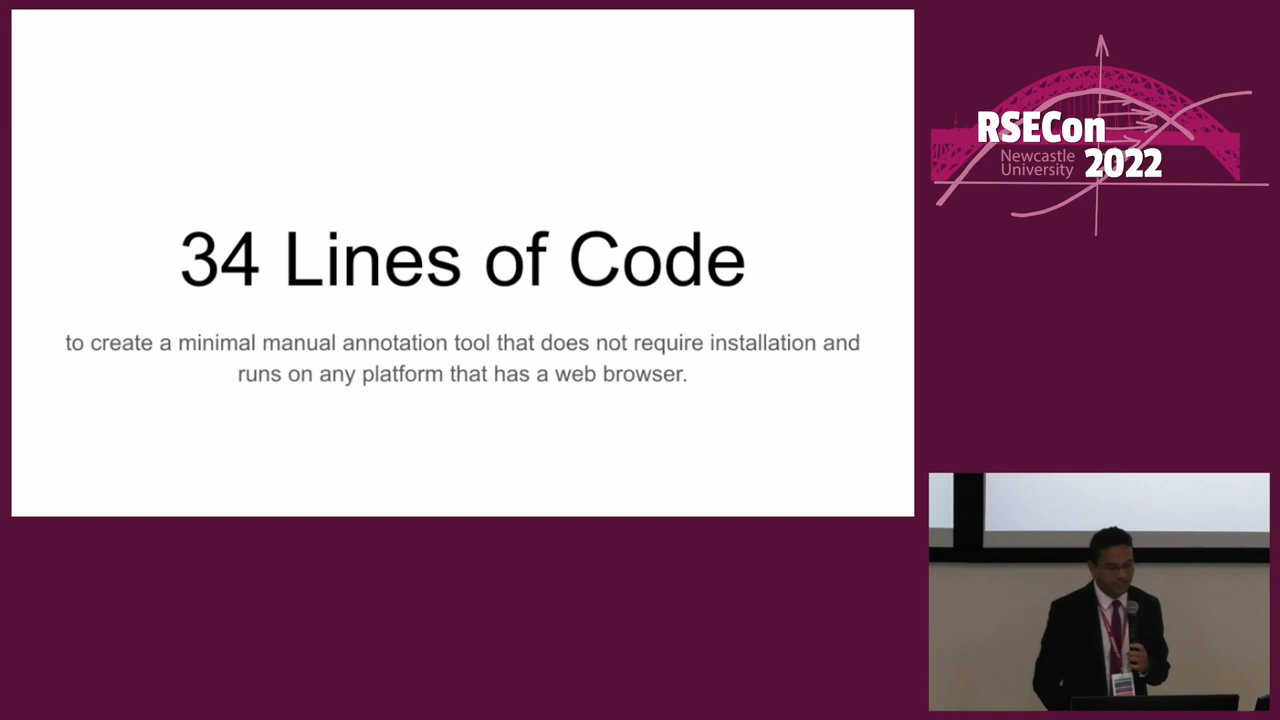 34 Lines of Code
to create a minimal manual annotation tool that does not require installation and
runs on any platform that has a web browser.
RSECon
Newcastle
University
2022